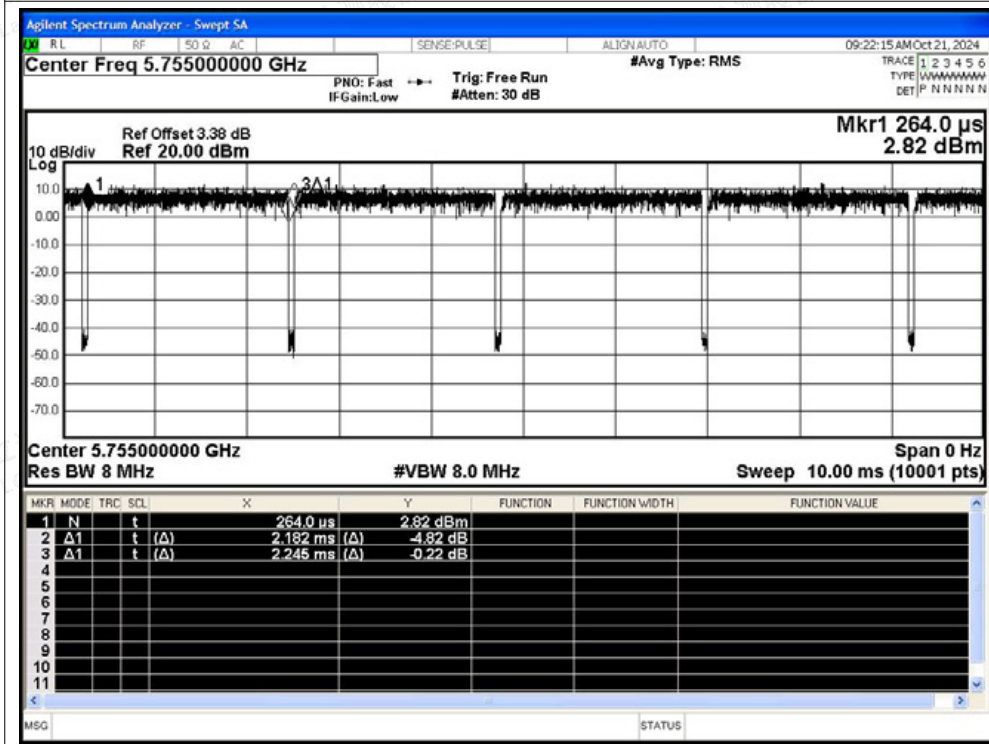 Agilent Spectrum Analyzer - Swept SA
RL RF 50 Ω AC SENSE:PULSE ALIGN AUTO 09:22:15 AM Oct 21, 2024
Center Freq 5.755000000 GHz #Avg Type: RMS TRACE 1 2 3 4 5 6
PNO: Fast Trig: Free Run TYPE WWWWWW
IFGain:Low #Atten: 30 dB DET P N N N N N
Mkr1 264.0 µs
Ref Offset 3.38 dB
10 dB/div Ref 20.00 dBm 2.82 dBm
Log
10.0
1
3Δ1
0.00
-10.0
-20.0
-30.0
-40.0
-50.0
-60.0
-70.0
Center 5.755000000 GHz Span 0 Hz
Res BW 8 MHz #VBW 8.0 MHz Sweep 10.00 ms (10001 pts)
MKR MODE TRC SCL X Y FUNCTION FUNCTION WIDTH FUNCTION VALUE
1 N t 264.0 µs 2.82 dBm
2 Δ1 t (Δ) 2.182 ms (Δ) -4.82 dB
3 Δ1 t (Δ) 2.245 ms (Δ) -0.22 dB
4
5
6
7
8
9
10
11
MSG STATUS